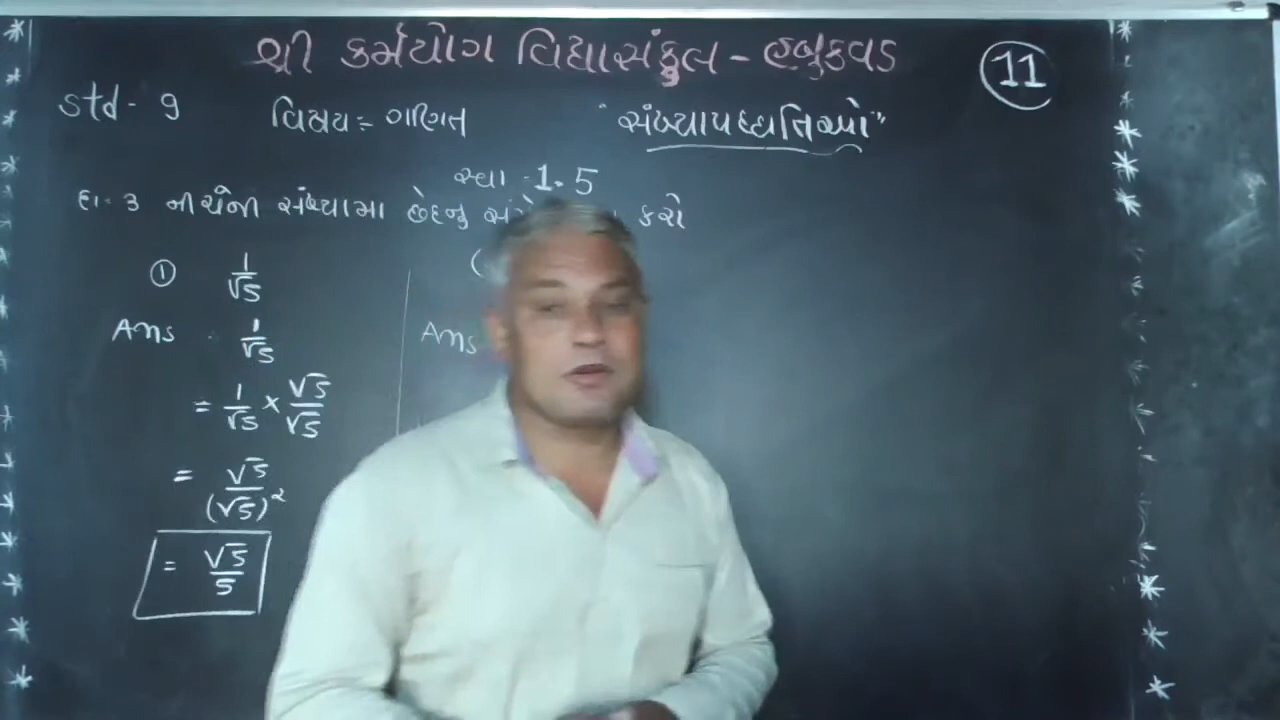 શ્રી કર્મયોગ વિદ્યાસંકુલ - હબુકવડ
11
std - 9 વિષય:- ગણિત "સંખ્યાપધ્ધતિઓ"
સ્વા - 1.5
દા-3 નીચેની સંખ્યામા છેદનુ કરો
① 1/√5
Ans 1/√5
= 1/√5 × √5/√5
= √5/(√5)²
= √5/5
(
Ans